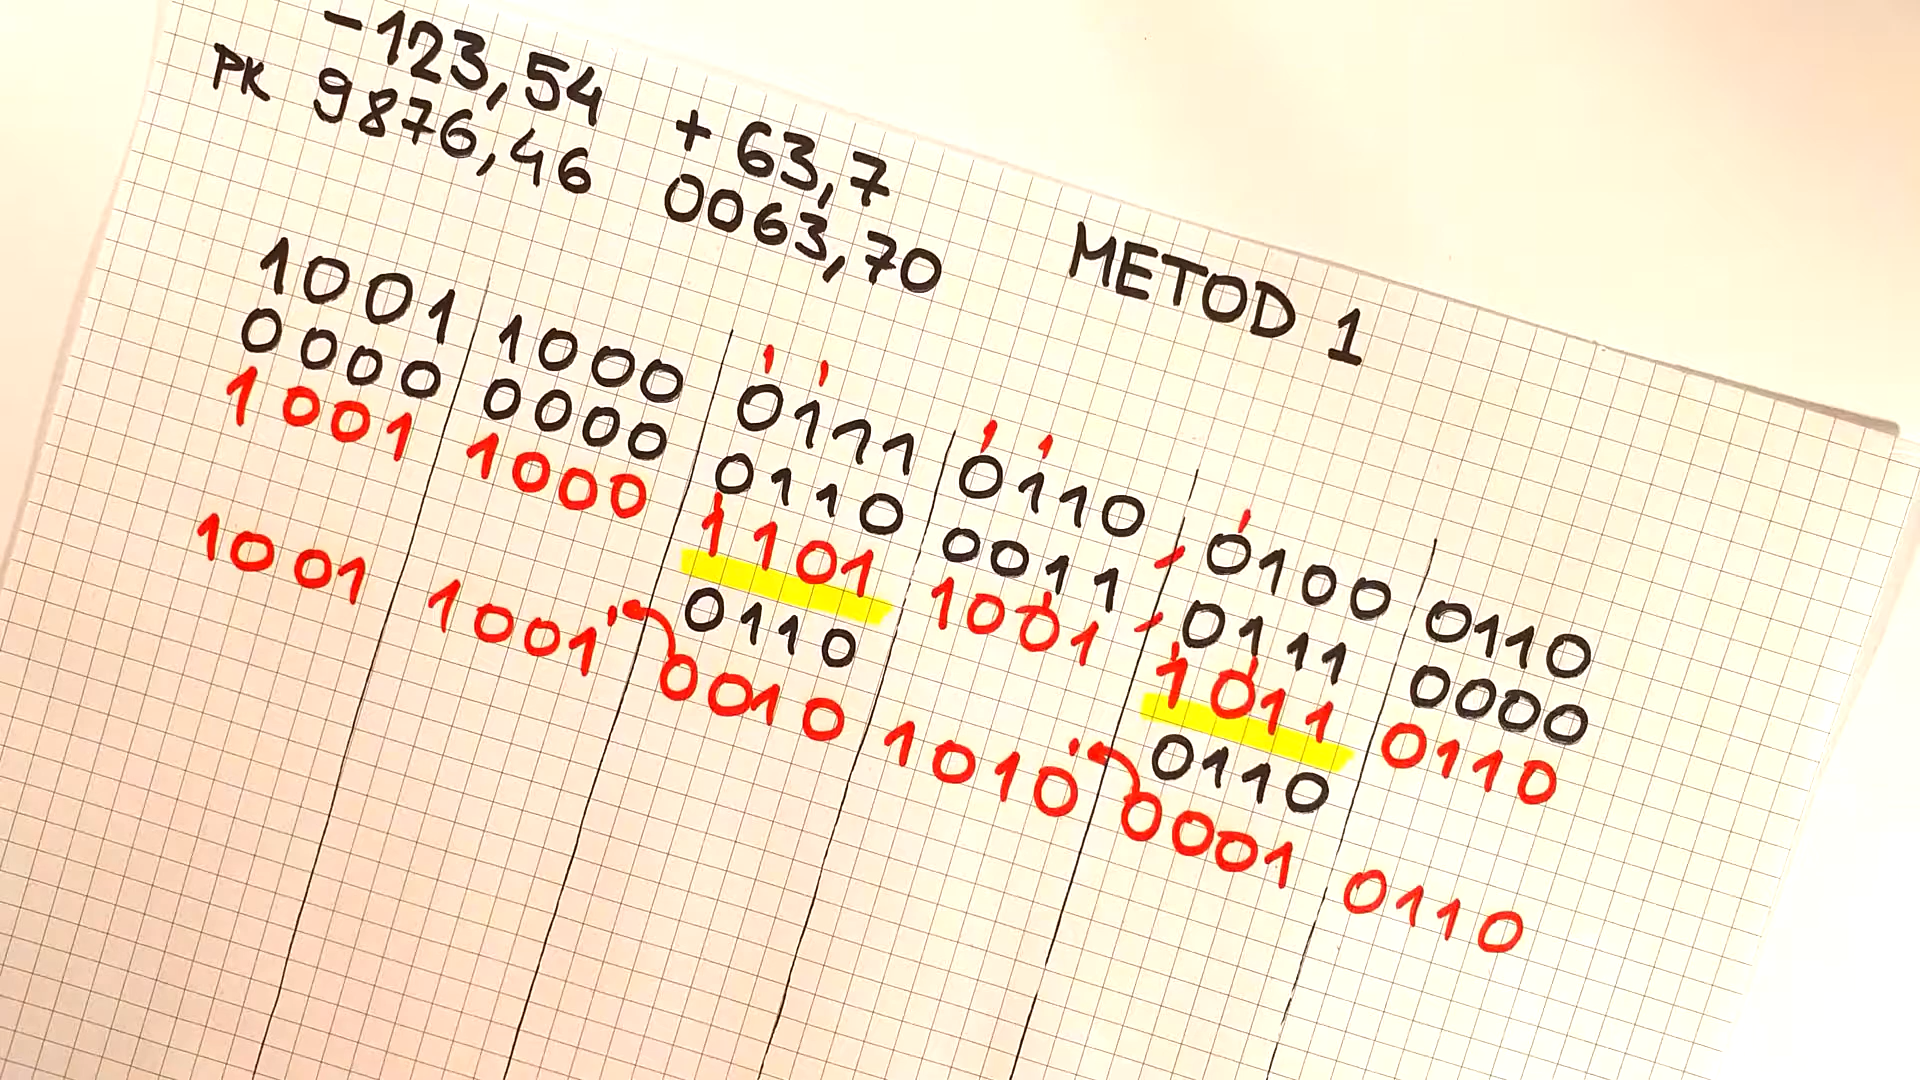 -123,54 + 63,7
PK 9876,46 0063,70
METOD 1
1001 1000 0111 0110 0100 0110
0000 0000 0110 0011 0111 0000
1001 1000 1101 1001 1011 0110
0110 0110
1001 1001 0010 1010 0001 0110